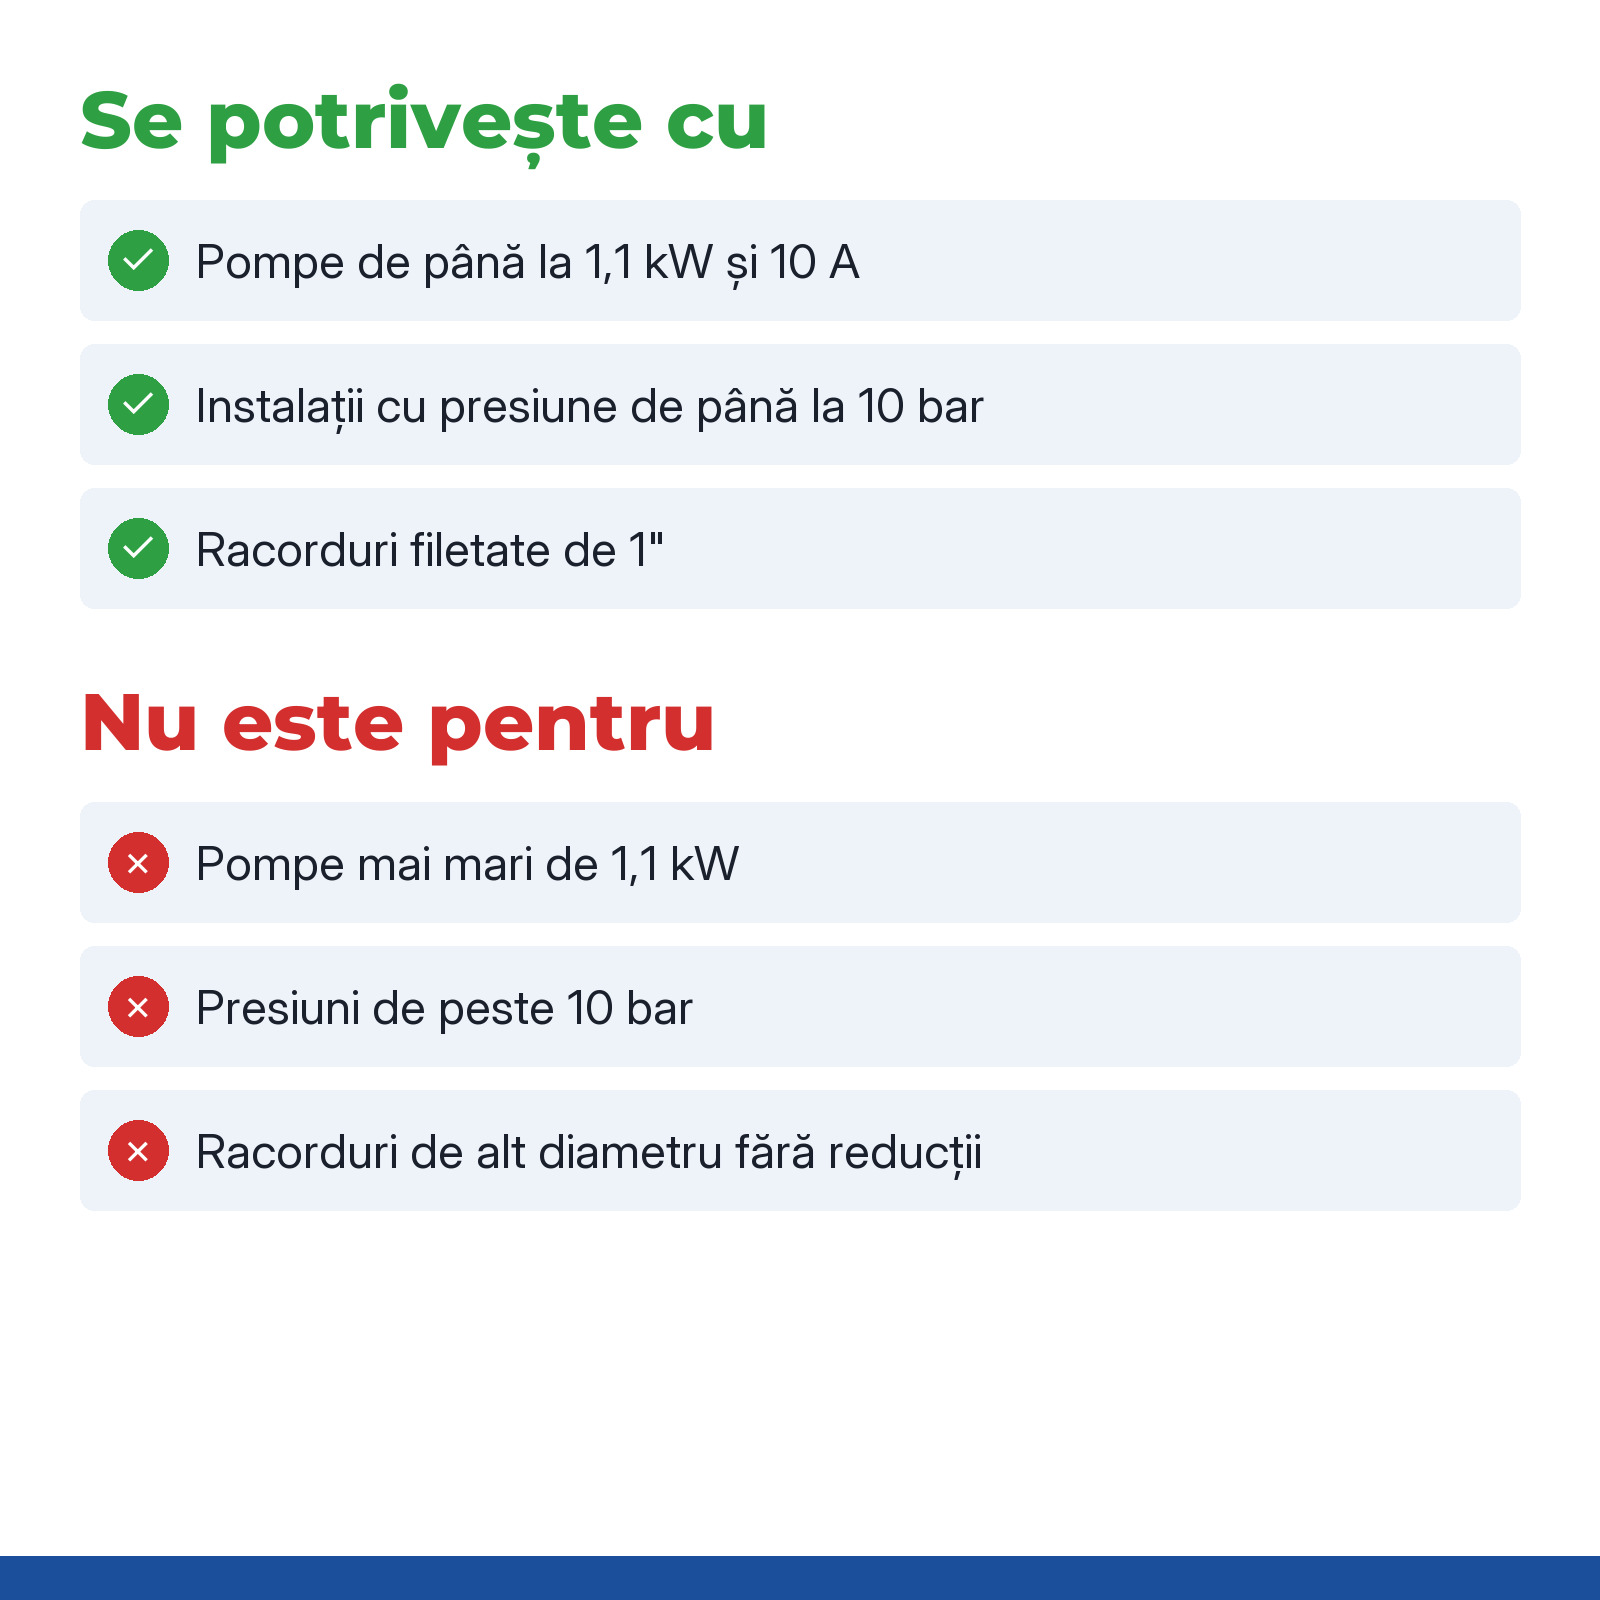 Se potrivește cu
Pompe de până la 1,1 kW și 10 A
Instalații cu presiune de până la 10 bar
Racorduri filetate de 1"
Nu este pentru
Pompe mai mari de 1,1 kW
Presiuni de peste 10 bar
Racorduri de alt diametru fără reducții